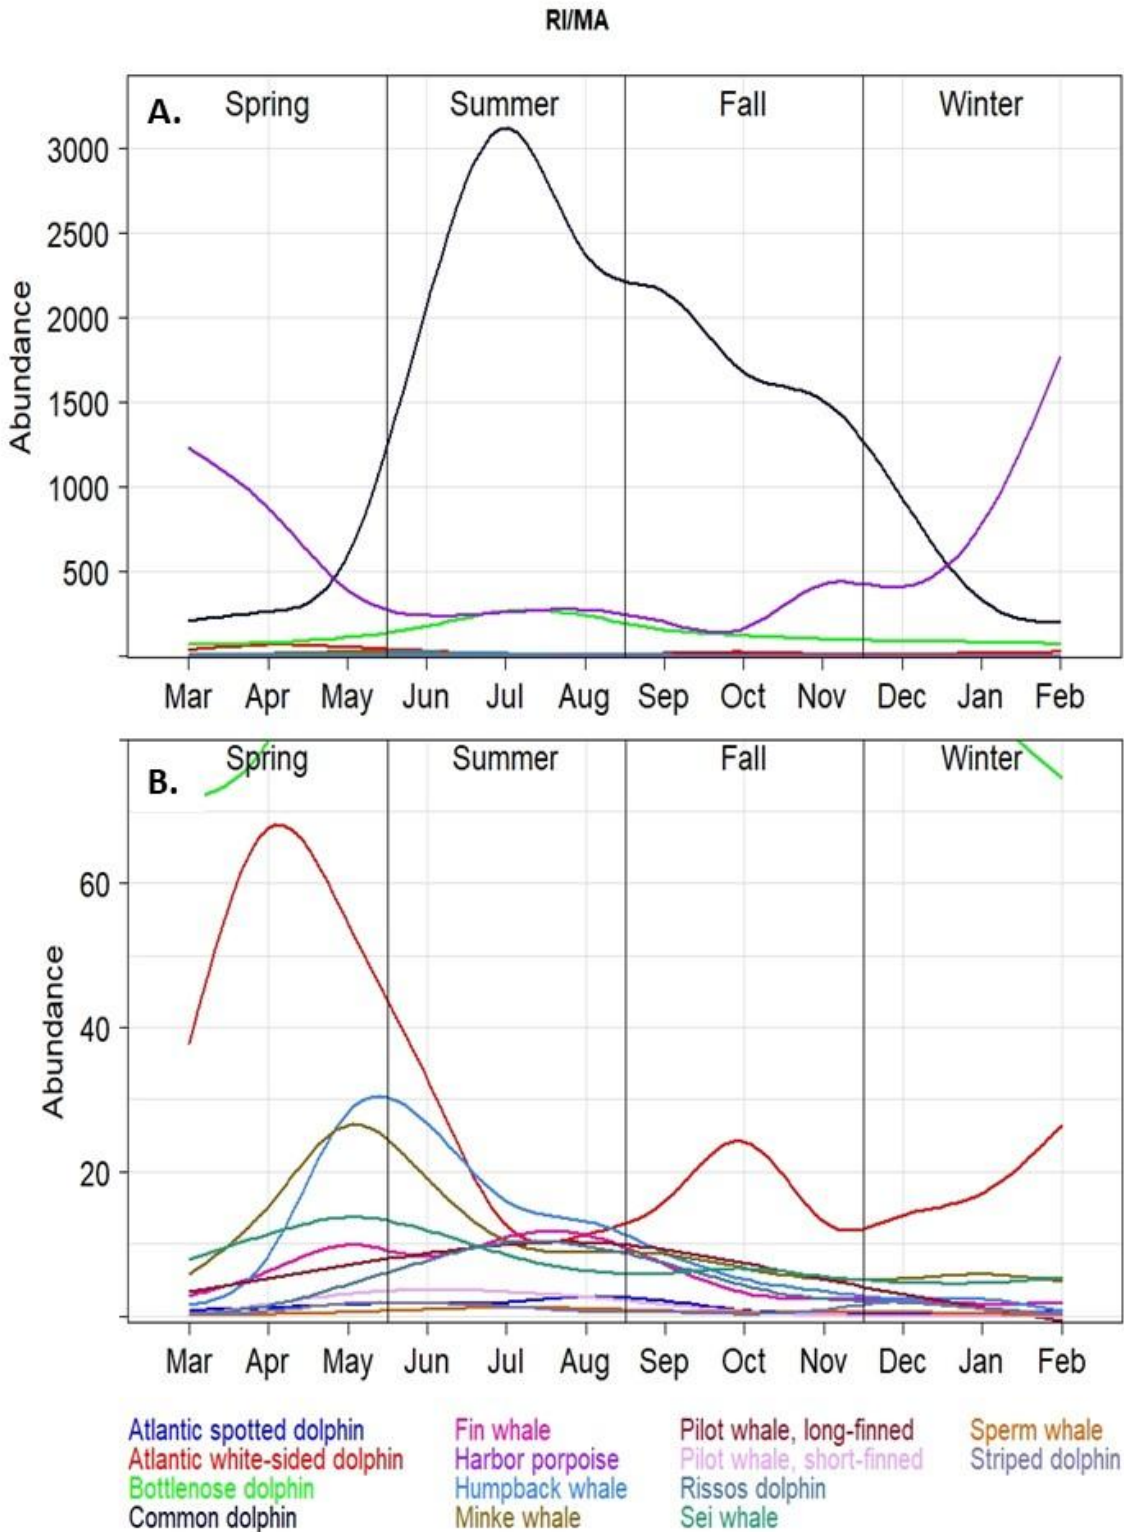 RI/MA
A. Spring Summer Fall Winter
3000
2500
2000
1500
1000
500
Abundance
Mar Apr May Jun Jul Aug Sep Oct Nov Dec Jan Feb
B. Spring Summer Fall Winter
60
40
20
Abundance
Mar Apr May Jun Jul Aug Sep Oct Nov Dec Jan Feb
Atlantic spotted dolphin Fin whale Pilot whale, long-finned Sperm whale
Atlantic white-sided dolphin Harbor porpoise Pilot whale, short-finned Striped dolphin
Bottlenose dolphin Humpback whale Rissos dolphin
Common dolphin Minke whale Sei whale